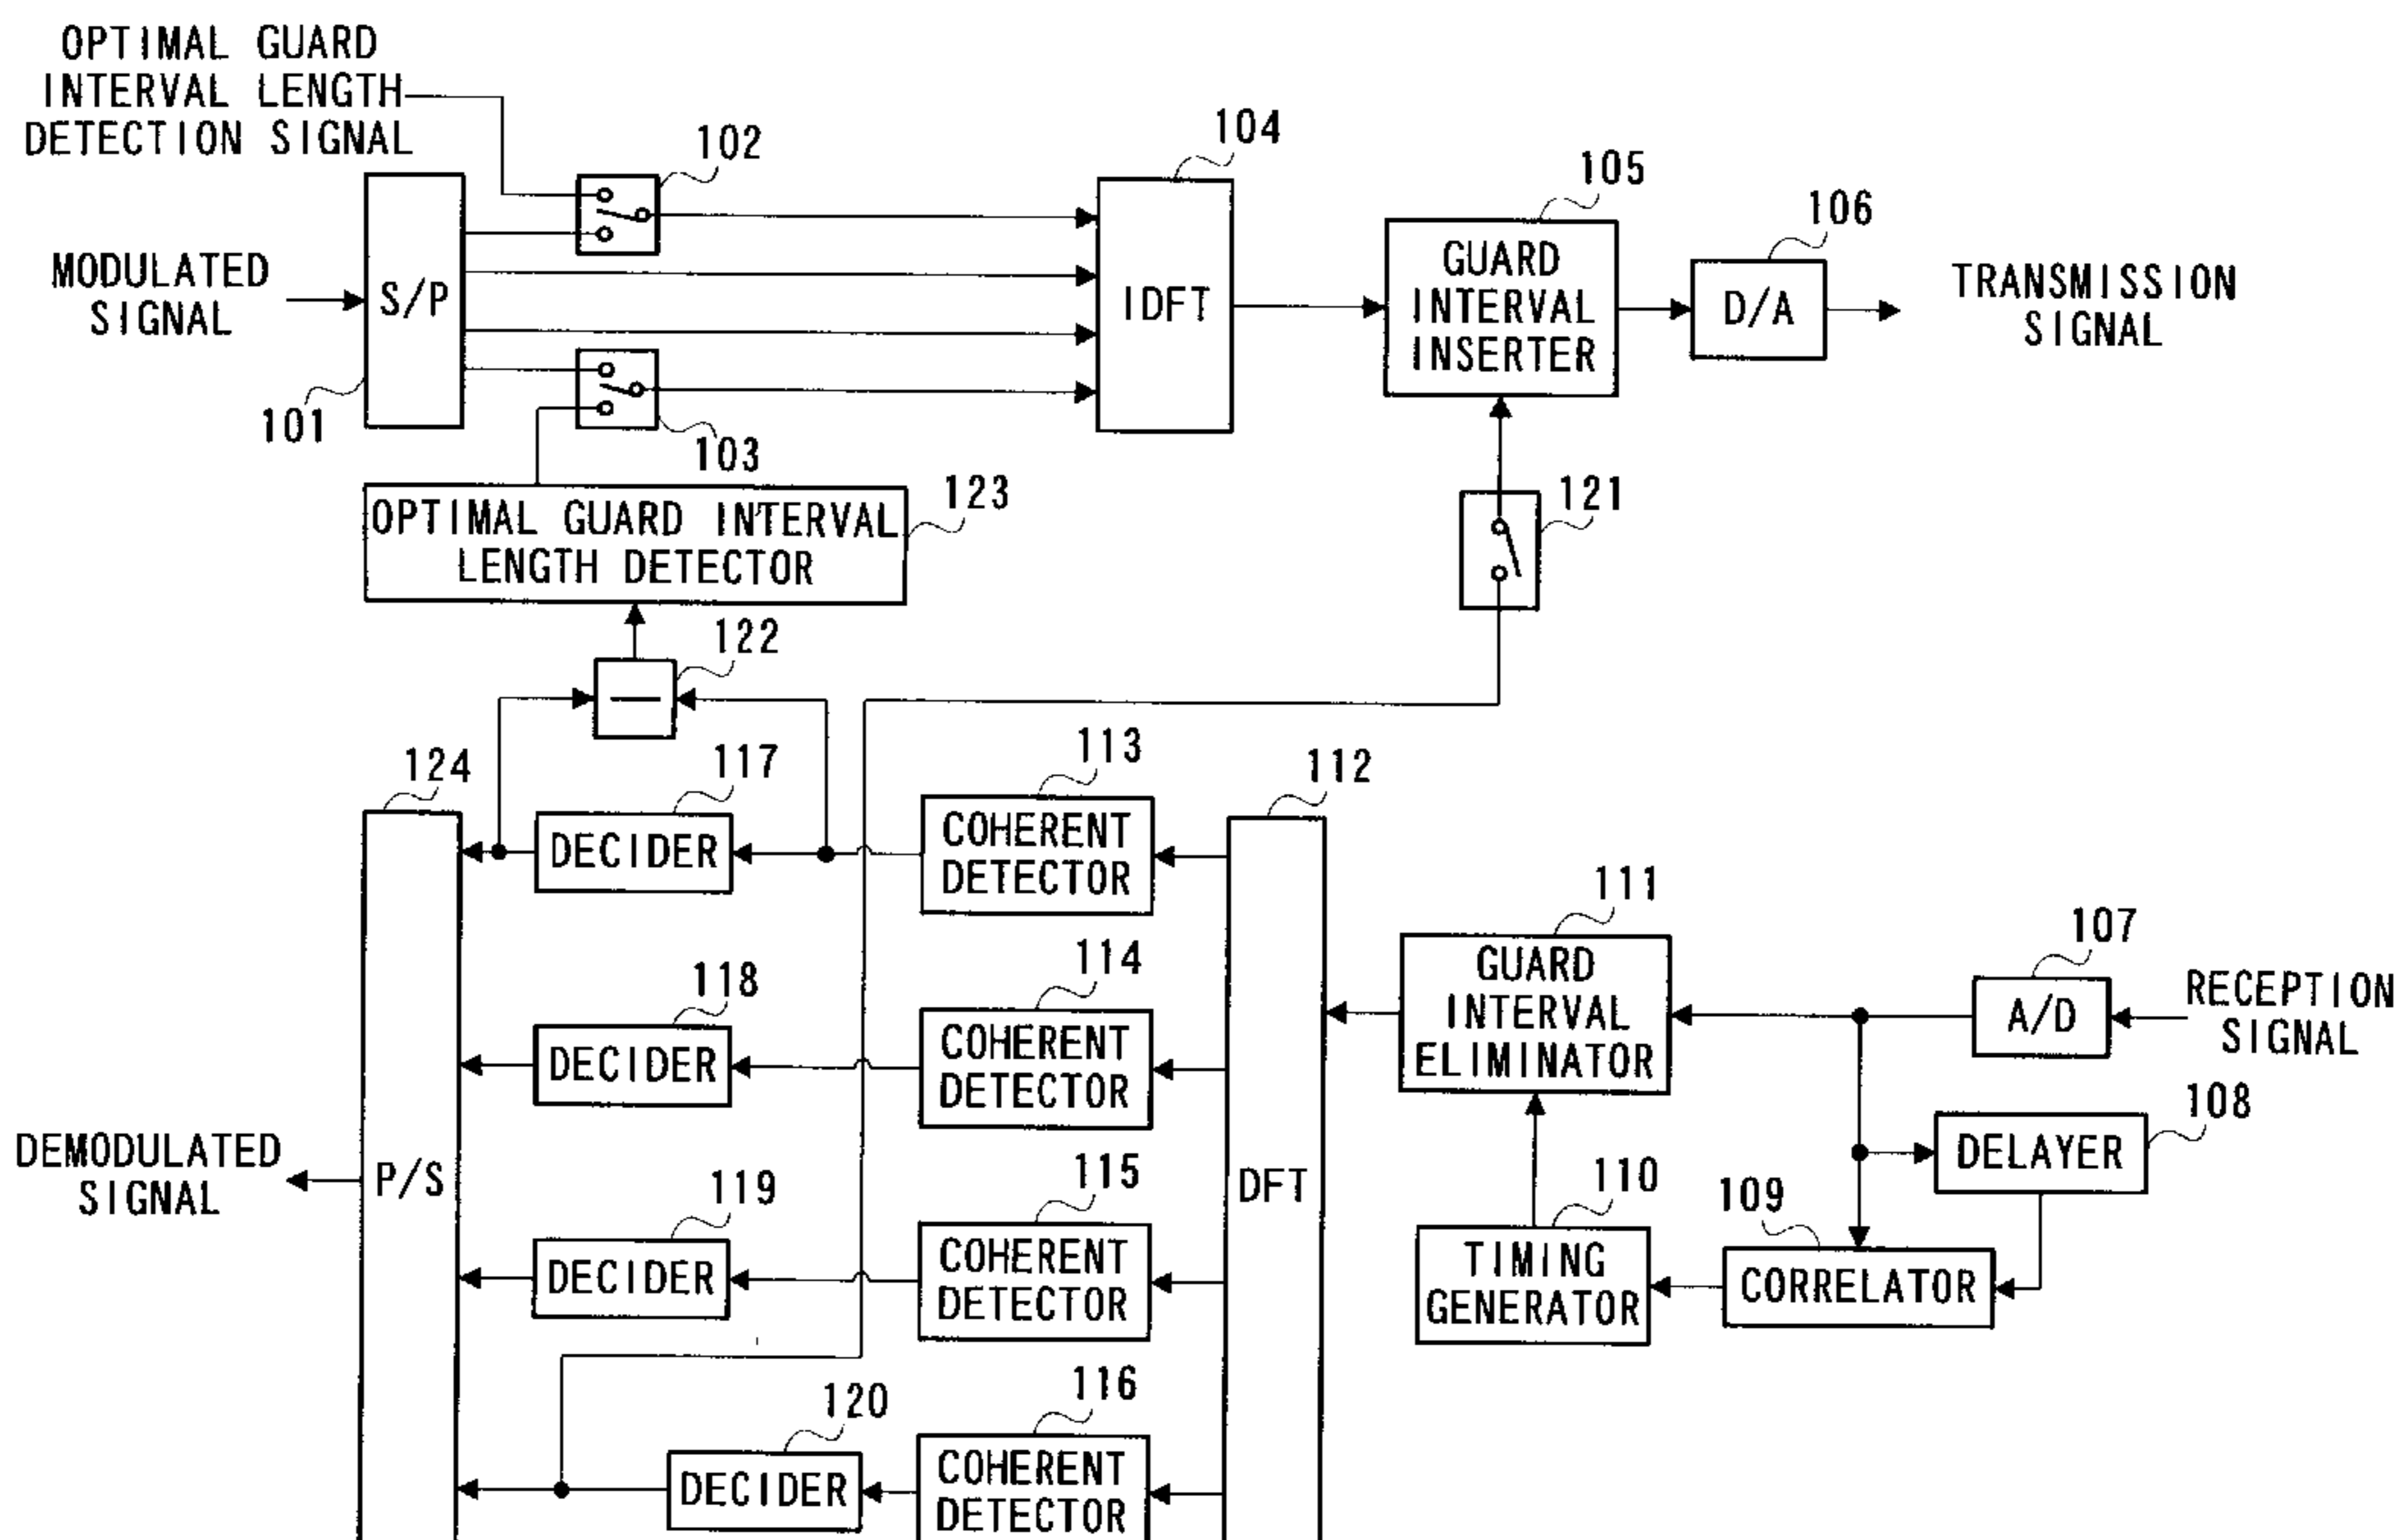 OPTIMAL GUARD
INTERVAL LENGTH
DETECTION SIGNAL
102
104
105
106
MODULATED
SIGNAL
S/P
IDFT
GUARD
INTERVAL
INSERTER
D/A
TRANSMISSION
SIGNAL
101
103
OPTIMAL GUARD INTERVAL
LENGTH DETECTOR
123
121
122
124
117
113
112
DECIDER
COHERENT
DETECTOR
111
107
118
114
DECIDER
COHERENT
DETECTOR
GUARD
INTERVAL
ELIMINATOR
A/D
RECEPTION
SIGNAL
108
DELAYER
DEMODULATED
SIGNAL
P/S
119
115
DFT
110
109
DECIDER
COHERENT
DETECTOR
TIMING
GENERATOR
CORRELATOR
120
116
DECIDER
COHERENT
DETECTOR